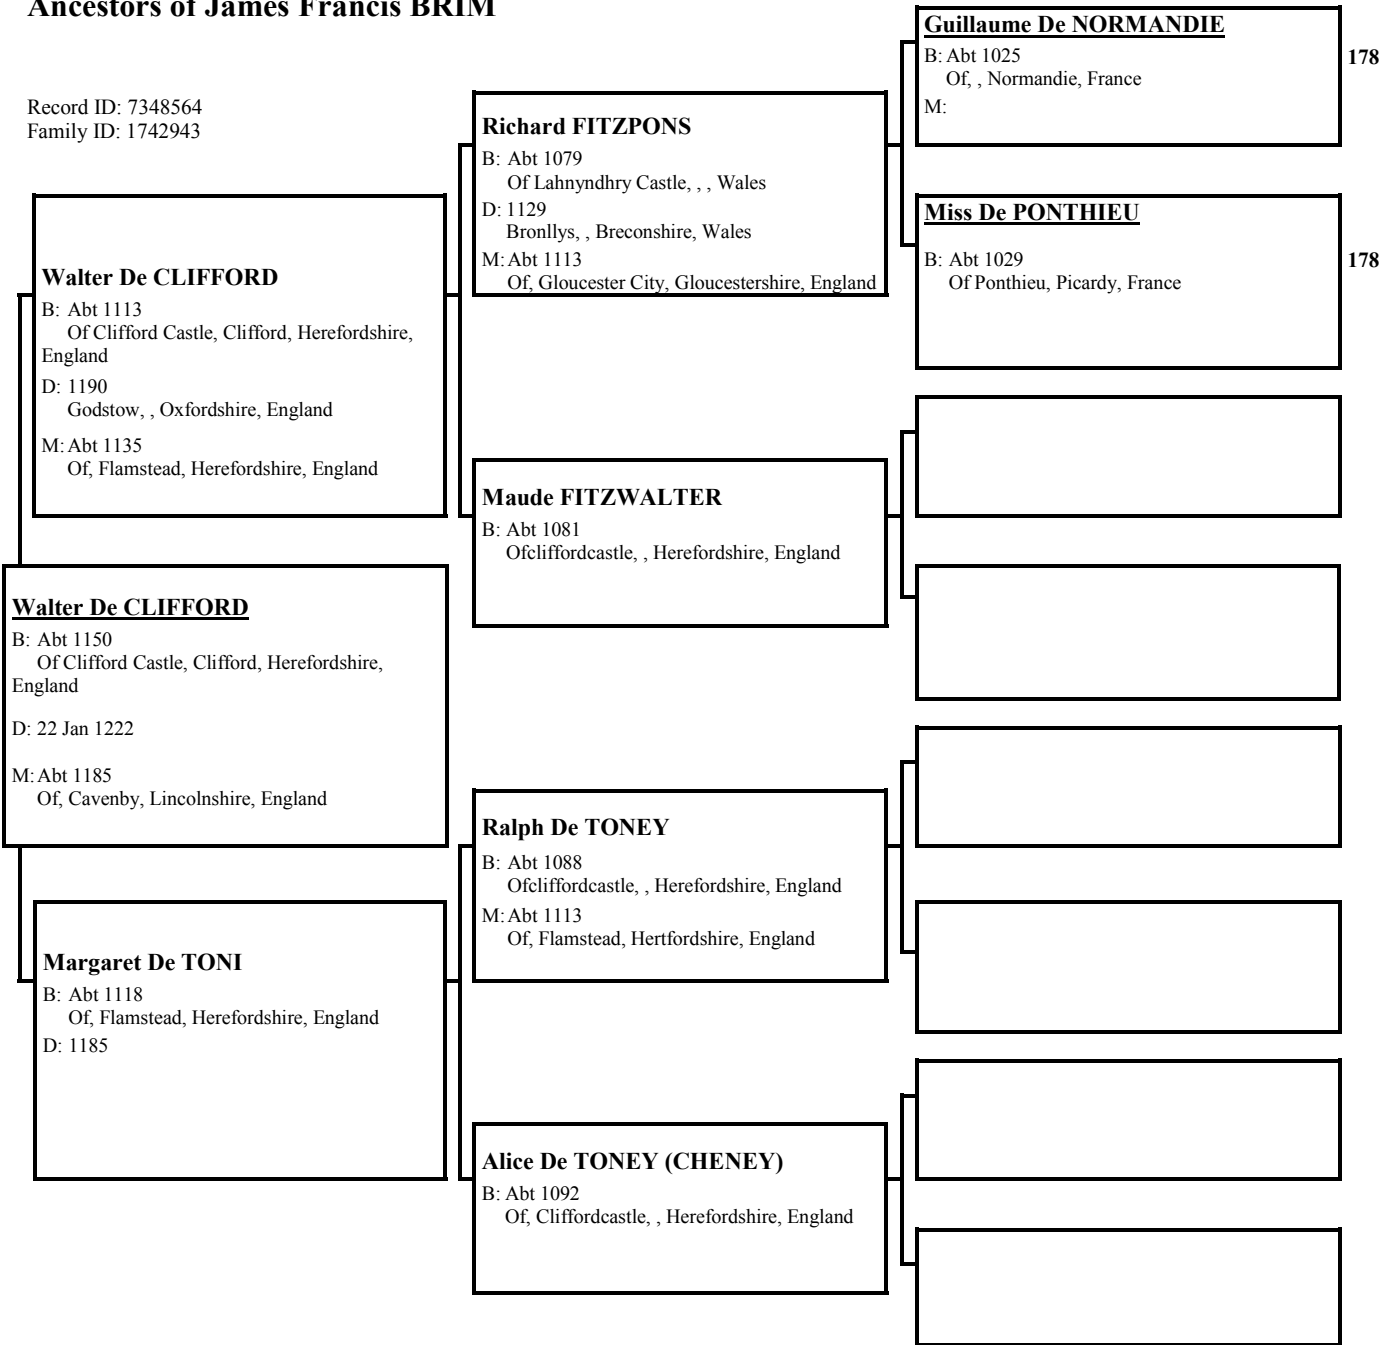 Ancestors of James Francis BRIM
Record ID: 7348564
Family ID: 1742943
Walter De CLIFFORD
B: Abt 1150
Of Clifford Castle, Clifford, Herefordshire,
England
D: 22 Jan 1222
M: Abt 1185
Of, Cavenby, Lincolnshire, England
Walter De CLIFFORD
B: Abt 1113
Of Clifford Castle, Clifford, Herefordshire,
England
D: 1190
Godstow, , Oxfordshire, England
M: Abt 1135
Of, Flamstead, Herefordshire, England
Margaret De TONI
B: Abt 1118
Of, Flamstead, Herefordshire, England
D: 1185
Richard FITZPONS
B: Abt 1079
Of Lahnyndhry Castle, , , Wales
D: 1129
Bronllys, , Breconshire, Wales
M: Abt 1113
Of, Gloucester City, Gloucestershire, England
Maude FITZWALTER
B: Abt 1081
Ofcliffordcastle, , Herefordshire, England
Ralph De TONEY
B: Abt 1088
Ofcliffordcastle, , Herefordshire, England
M: Abt 1113
Of, Flamstead, Hertfordshire, England
Alice De TONEY (CHENEY)
B: Abt 1092
Of, Cliffordcastle, , Herefordshire, England
Guillaume De NORMANDIE
B: Abt 1025
Of, , Normandie, France
M:
178
Miss De PONTHIEU
B: Abt 1029
Of Ponthieu, Picardy, France
178